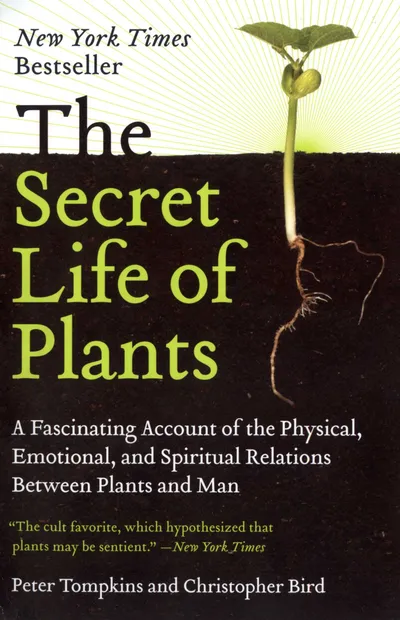 New York Times
Bestseller
The
Secret
Life of
Plants
A Fascinating Account of the Physical,
Emotional, and Spiritual Relations
Between Plants and Man
“The cult favorite, which hypothesized that
plants may be sentient.” —New York Times
Peter Tompkins and Christopher Bird